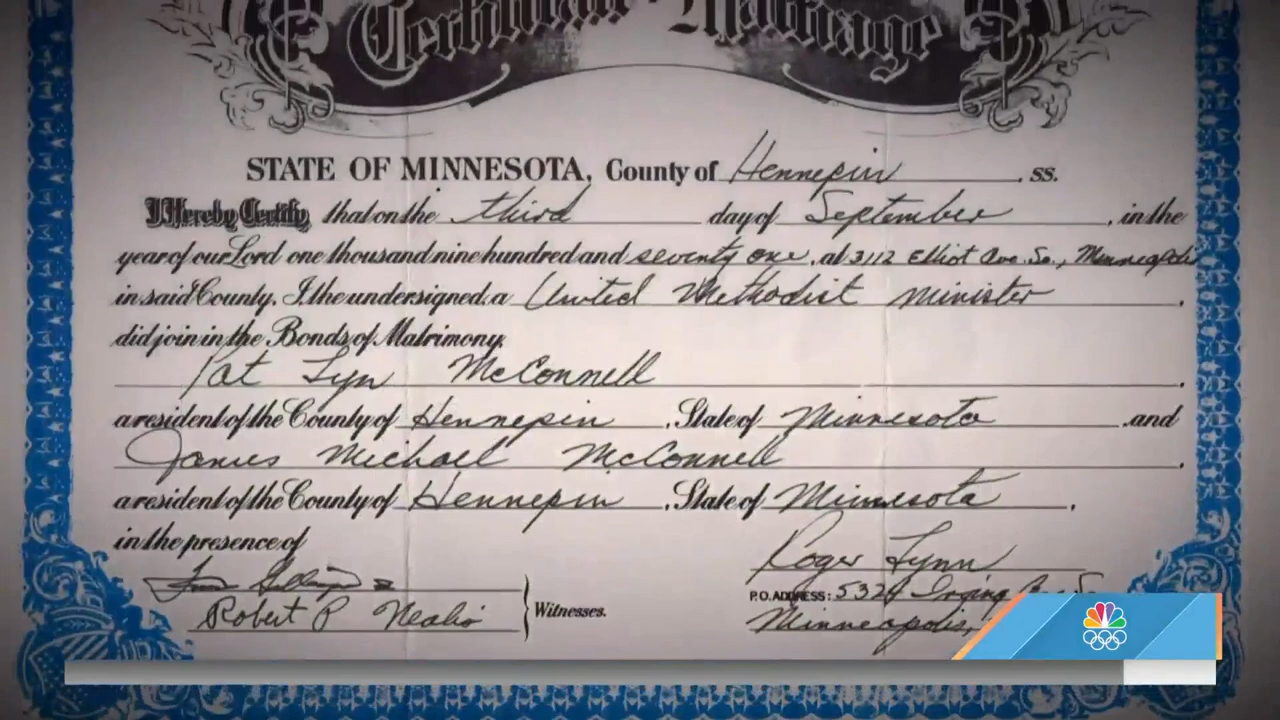 Certificate Marriage
STATE OF MINNESOTA, County of Hennepin, ss.
I Hereby Certify that on the third day of September, in the
year of our Lord one thousand nine hundred and seventy one, at 3112 Elliot Ave. So., Minneapolis
in said County, I, the undersigned, a United Methodist minister,
did join in the Bonds of Matrimony,
Pat Lyn McConnell,
a resident of the County of Hennepin, State of Minnesota, and
James Michael McConnell,
a resident of the County of Hennepin, State of Minnesota,
in the presence of
Roger Lynn
P.O. ADDRESS: Irving
Robert P Witnesses. Minneapolis,